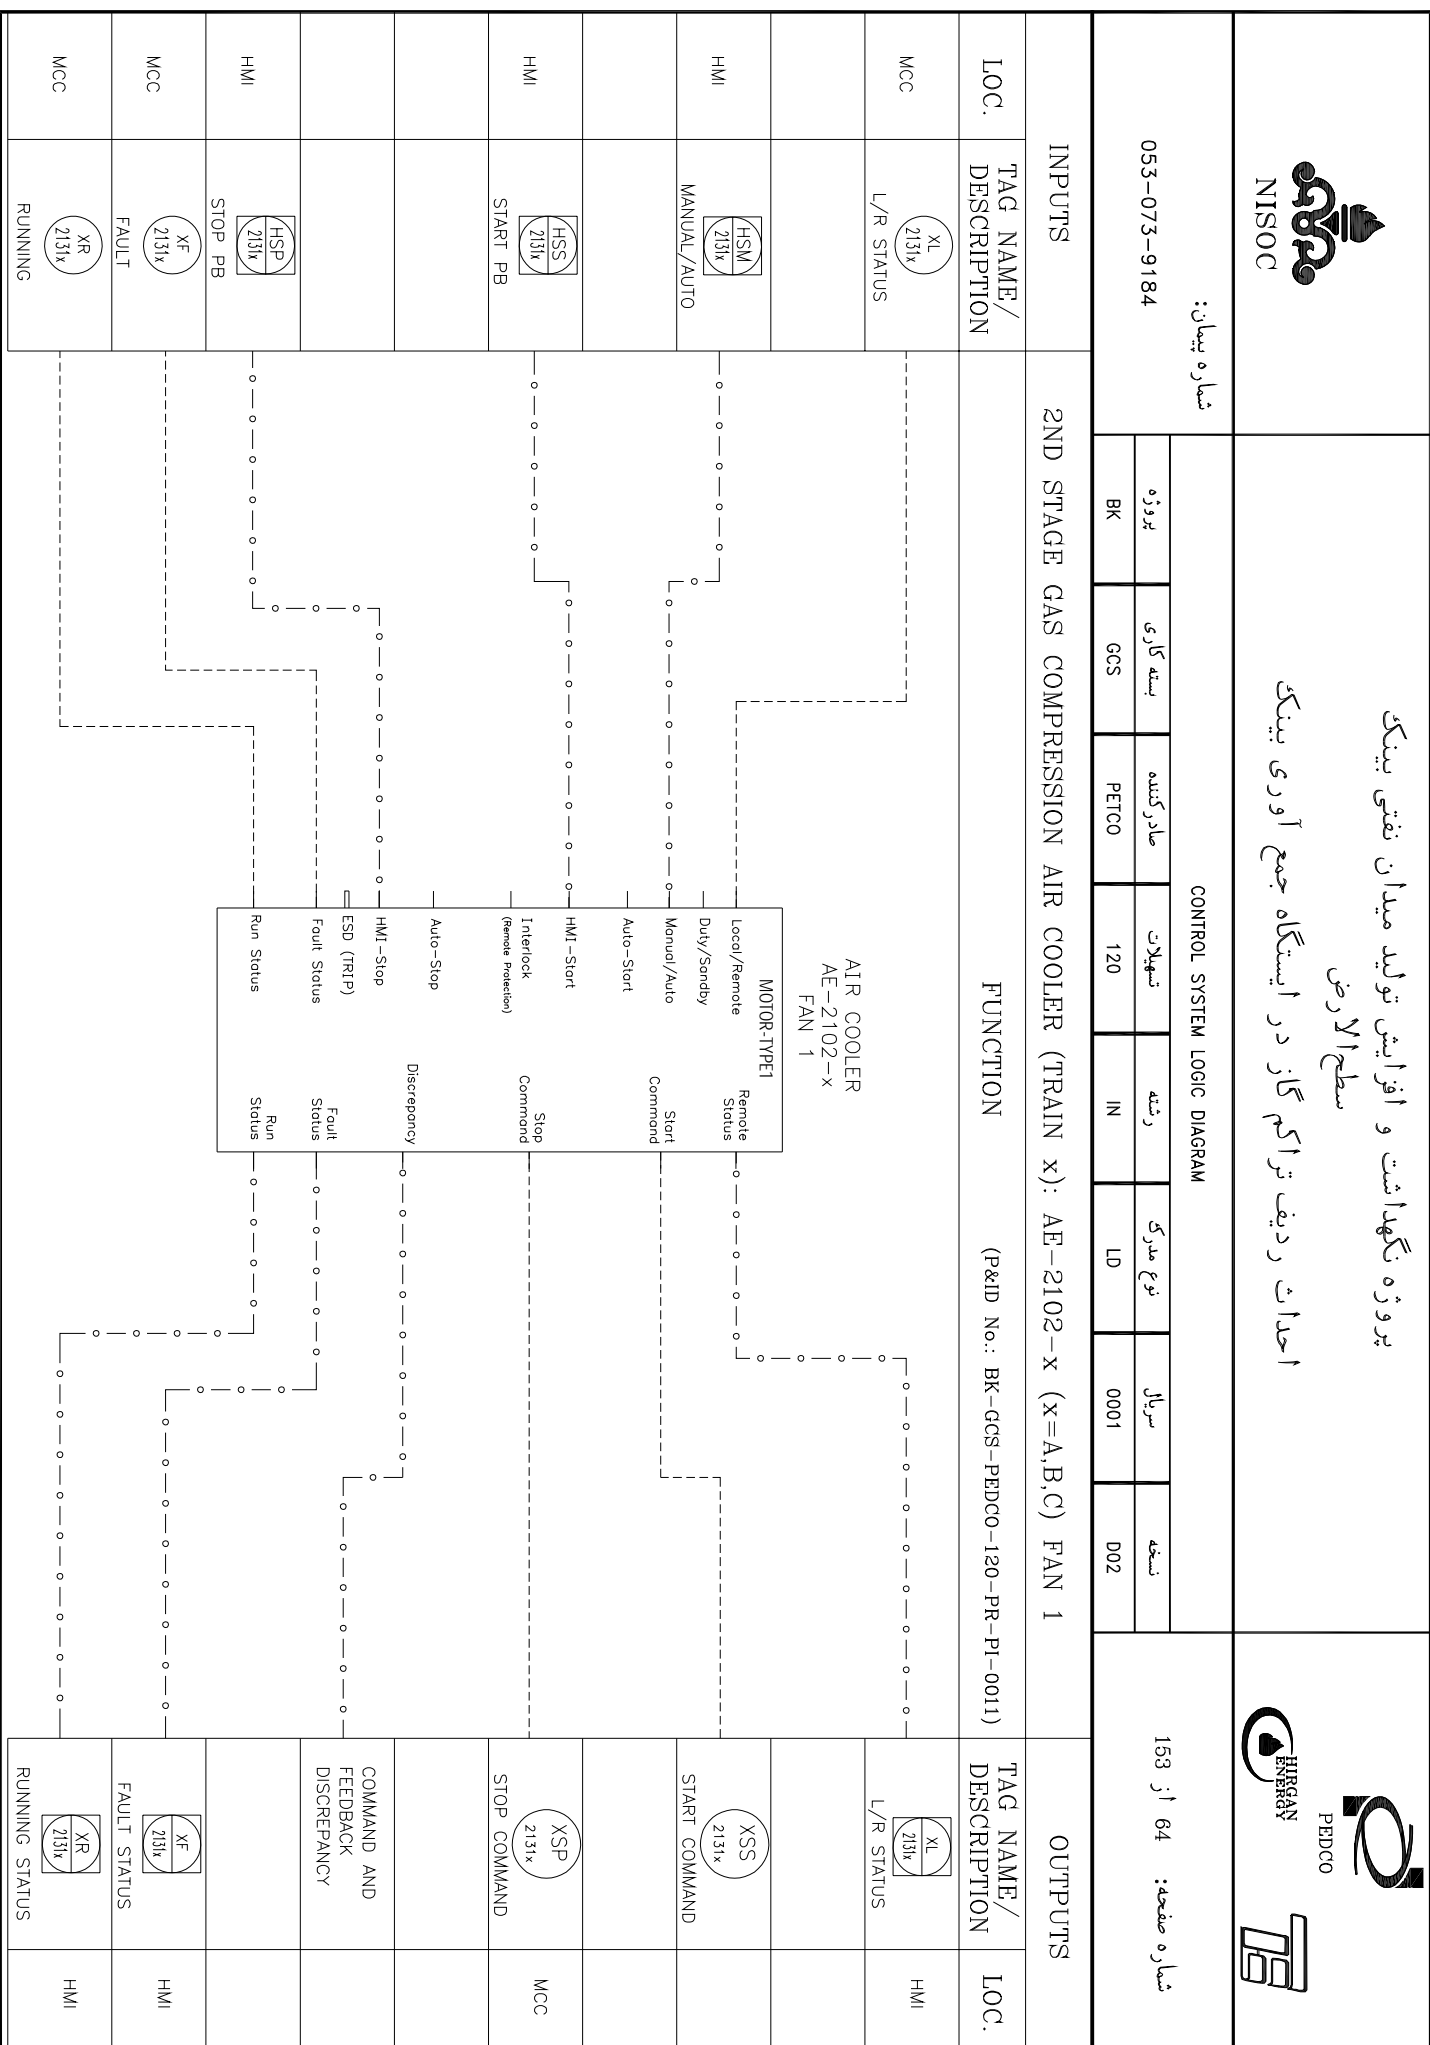 NISOC
پروژه نگهداشت و افزایش تولید میدان نفتی بینک
سطح‌الارض
احداث ردیف تراکم گاز در ایستگاه جمع آوری بینک
HIRGAN
ENERGY
PEDCO
شماره پیمان:
053-073-9184
CONTROL SYSTEM LOGIC DIAGRAM
شماره صفحه: 64 از 153
پروژه
بسته کاری
صادرکننده
تسهیلات
رشته
نوع مدرک
سریال
نسخه
BK
GCS
PETCO
120
IN
LD
0001
D02
INPUTS
2ND STAGE GAS COMPRESSION AIR COOLER (TRAIN x): AE-2102-x (x=A,B,C) FAN 1
OUTPUTS
LOC.
TAG NAME/
DESCRIPTION
FUNCTION
(P&ID No.: BK-GCS-PEDCO-120-PR-PI-0011)
TAG NAME/
DESCRIPTION
LOC.
MCC
XL
2131x
L/R STATUS
HMI
HSM
2131x
MANUAL/AUTO
HMI
HSS
2131x
START PB
HMI
HSP
2131x
STOP PB
MCC
XF
2131x
FAULT
MCC
XR
2131x
RUNNING
AIR COOLER
AE-2102-x
FAN 1
MOTOR-TYPE1
Local/Remote
Duty/Sandby
Manual/Auto
Auto-Start
HMI-Start
Interlock
(Remote Protection)
Auto-Stop
HMI-Stop
ESD (TRIP)
Fault Status
Run Status
Remote
Status
Start
Command
Stop
Command
Discrepancy
Fault
Status
Run
Status
XL
2131x
L/R STATUS
HMI
XSS
2131x
START COMMAND
XSP
2131x
STOP COMMAND
MCC
COMMAND AND
FEEDBACK
DISCREPANCY
XF
2131x
FAULT STATUS
HMI
XR
2131x
RUNNING STATUS
HMI